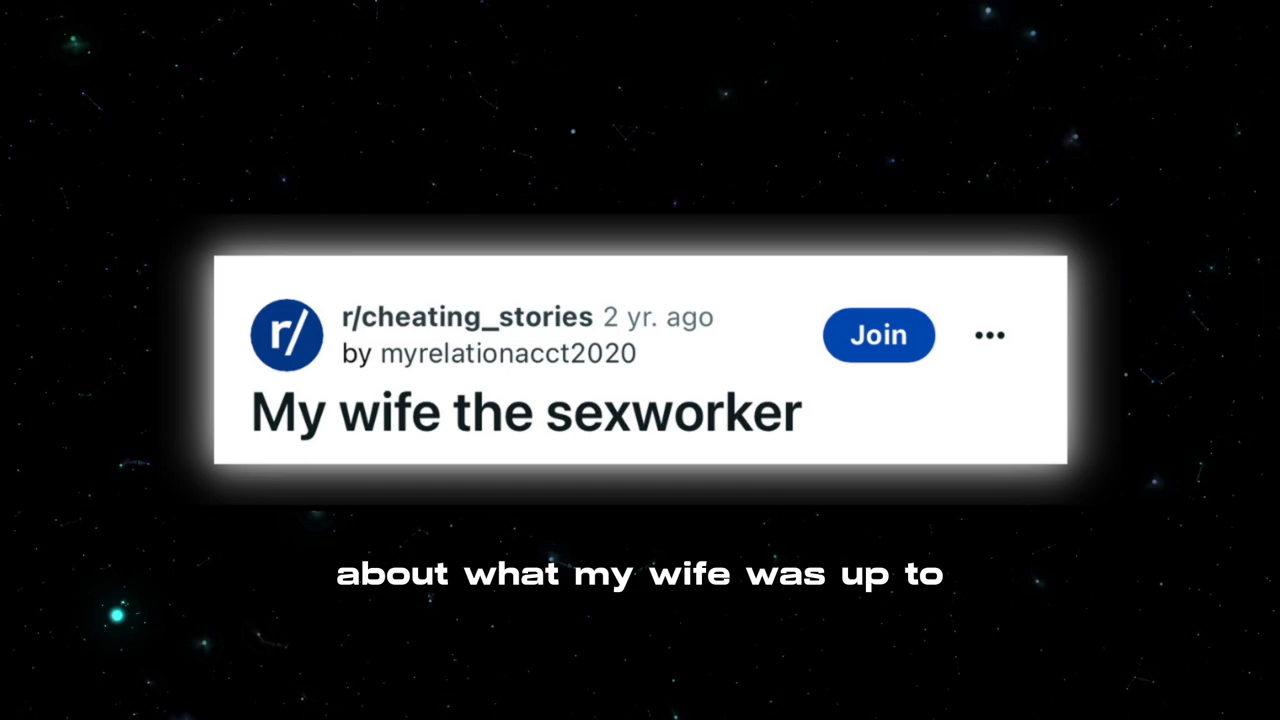 r/
r/cheating_stories 2 yr. ago
by myrelationacct2020
Join
My wife the sexworker
about what my wife was up to